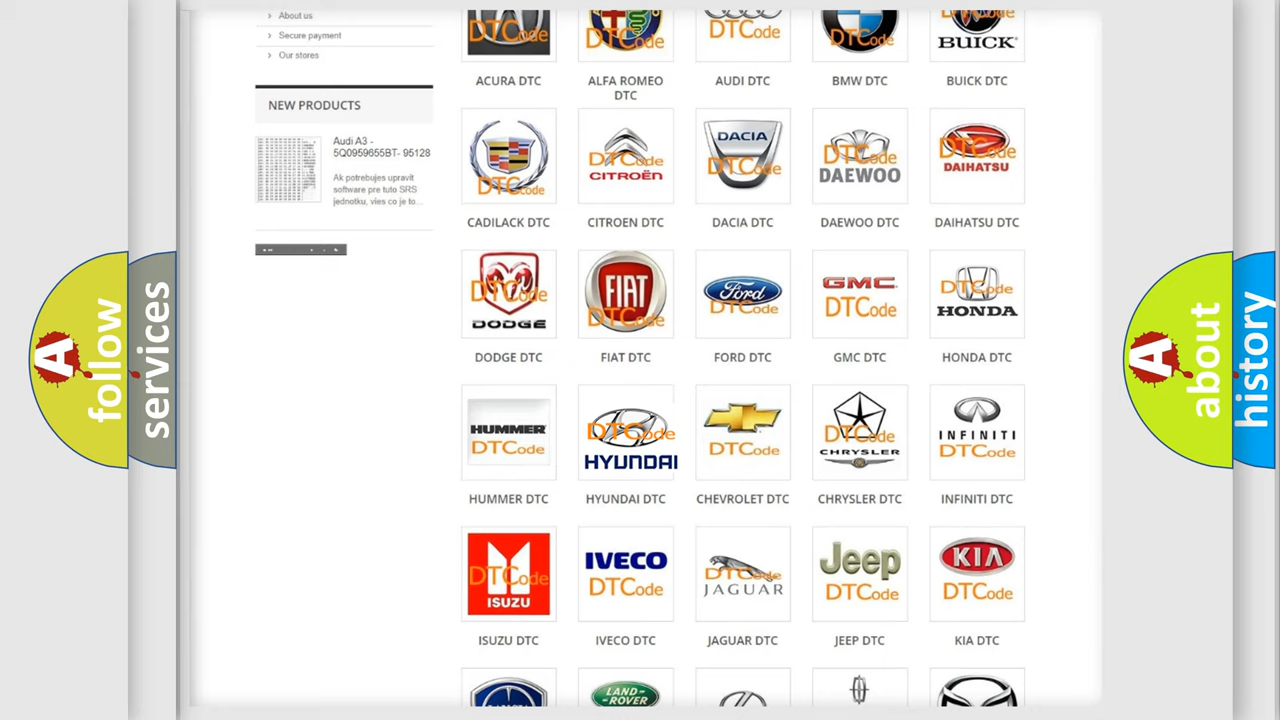 About us
Secure payment
Our stores
NEW PRODUCTS
Audi A3 -
5Q0959655BT- 95128
Ak potrebujes upravit
software pre tuto SRS
jednotku, vies co je to...
DTCode
DTCode
DTCode
DTCode
BUICK
ACURA DTC
ALFA ROMEO
DTC
AUDI DTC
BMW DTC
BUICK DTC
DTCode
DTCode
CITROËN
DACIA
DTCode
DTCode
DAEWOO
DTCode
DAIHATSU
CADILACK DTC
CITROEN DTC
DACIA DTC
DAEWOO DTC
DAIHATSU DTC
DTCode
DODGE
FIAT
DTCode
Ford
DTCode
GMC
DTCode
DTCode
HONDA
DODGE DTC
FIAT DTC
FORD DTC
GMC DTC
HONDA DTC
HUMMER
DTCode
DTCode
HYUNDAI
DTCode
DTCode
CHRYSLER
INFINITI
DTCode
HUMMER DTC
HYUNDAI DTC
CHEVROLET DTC
CHRYSLER DTC
INFINITI DTC
DTCode
ISUZU
IVECO
DTCode
DTCode
JAGUAR
Jeep
DTCode
KIA
DTCode
ISUZU DTC
IVECO DTC
JAGUAR DTC
JEEP DTC
KIA DTC
LAND-
ROVER
A
follow
services
A
about
history